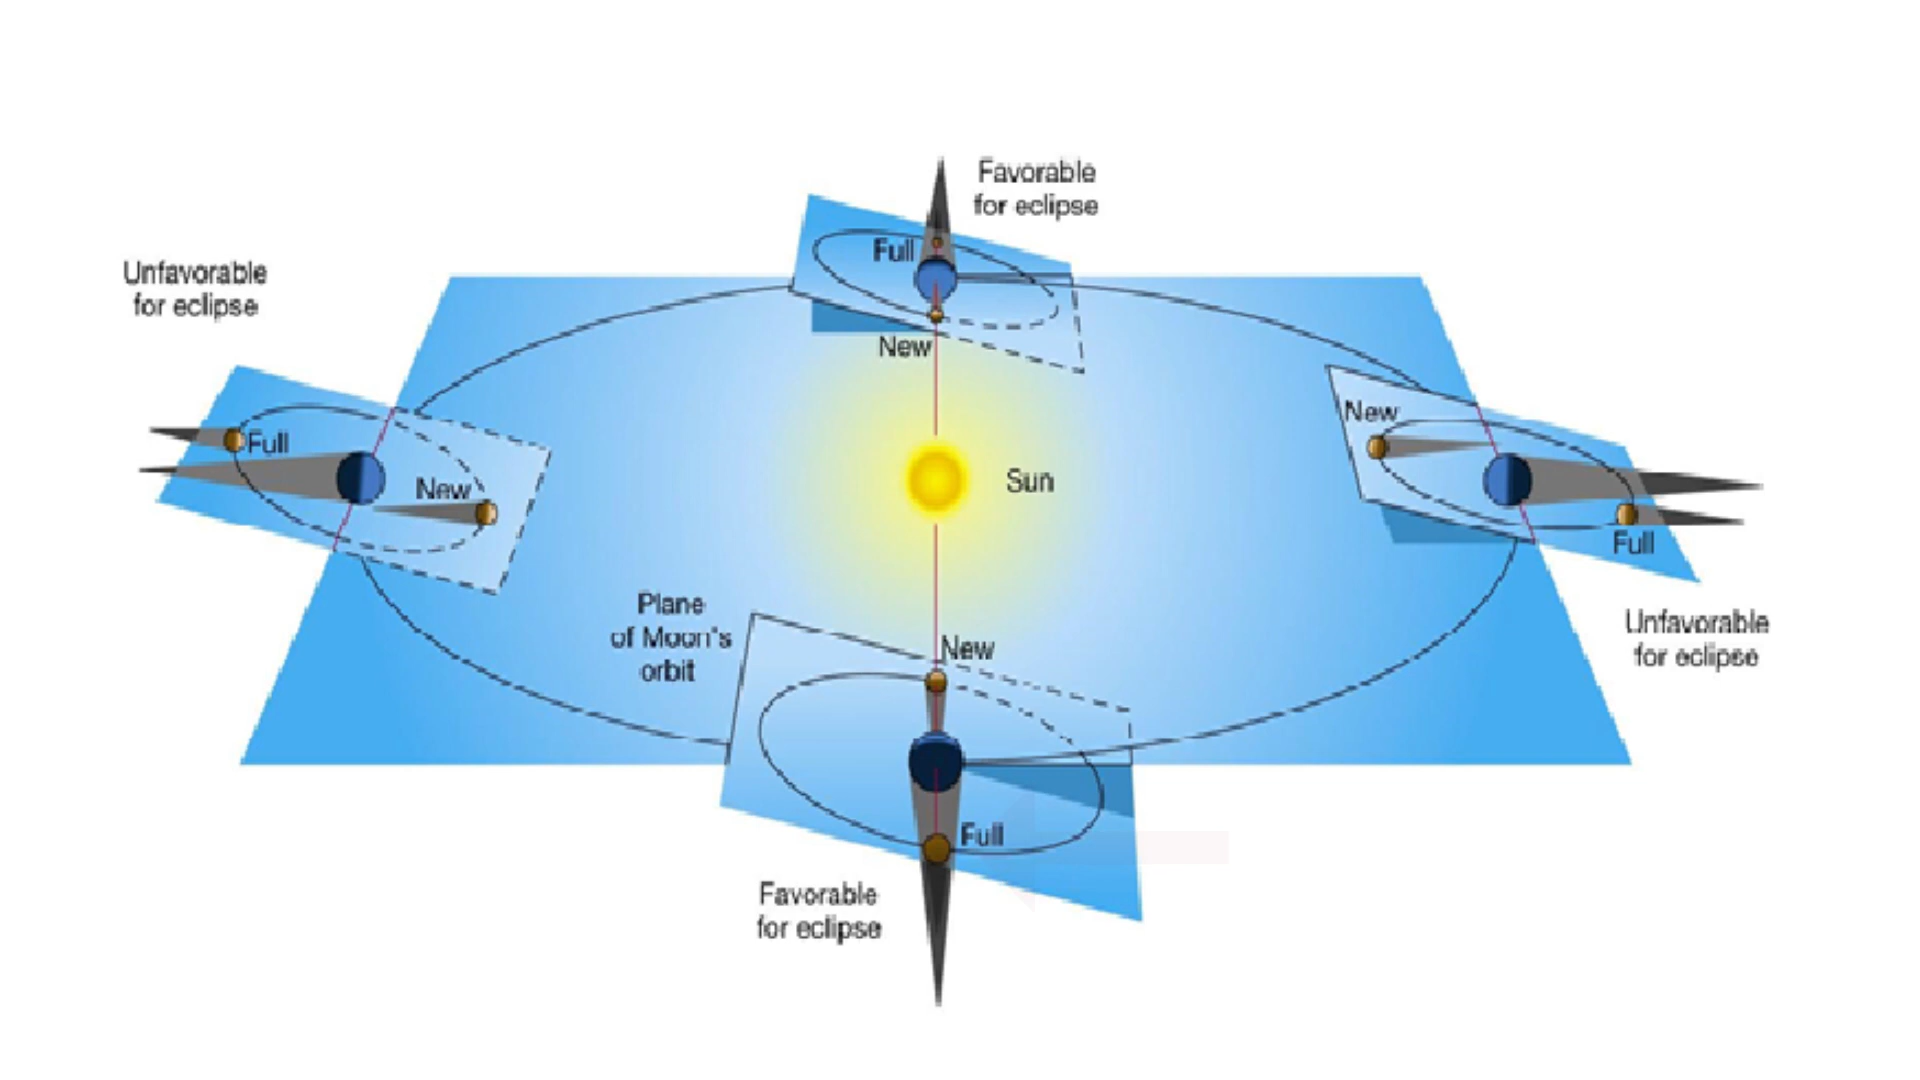 Favorable
for eclipse
Full
New
Unfavorable
for eclipse
Full
New
New
Full
Unfavorable
for eclipse
Sun
Plane
of Moon's
orbit
New
Full
Favorable
for eclipse